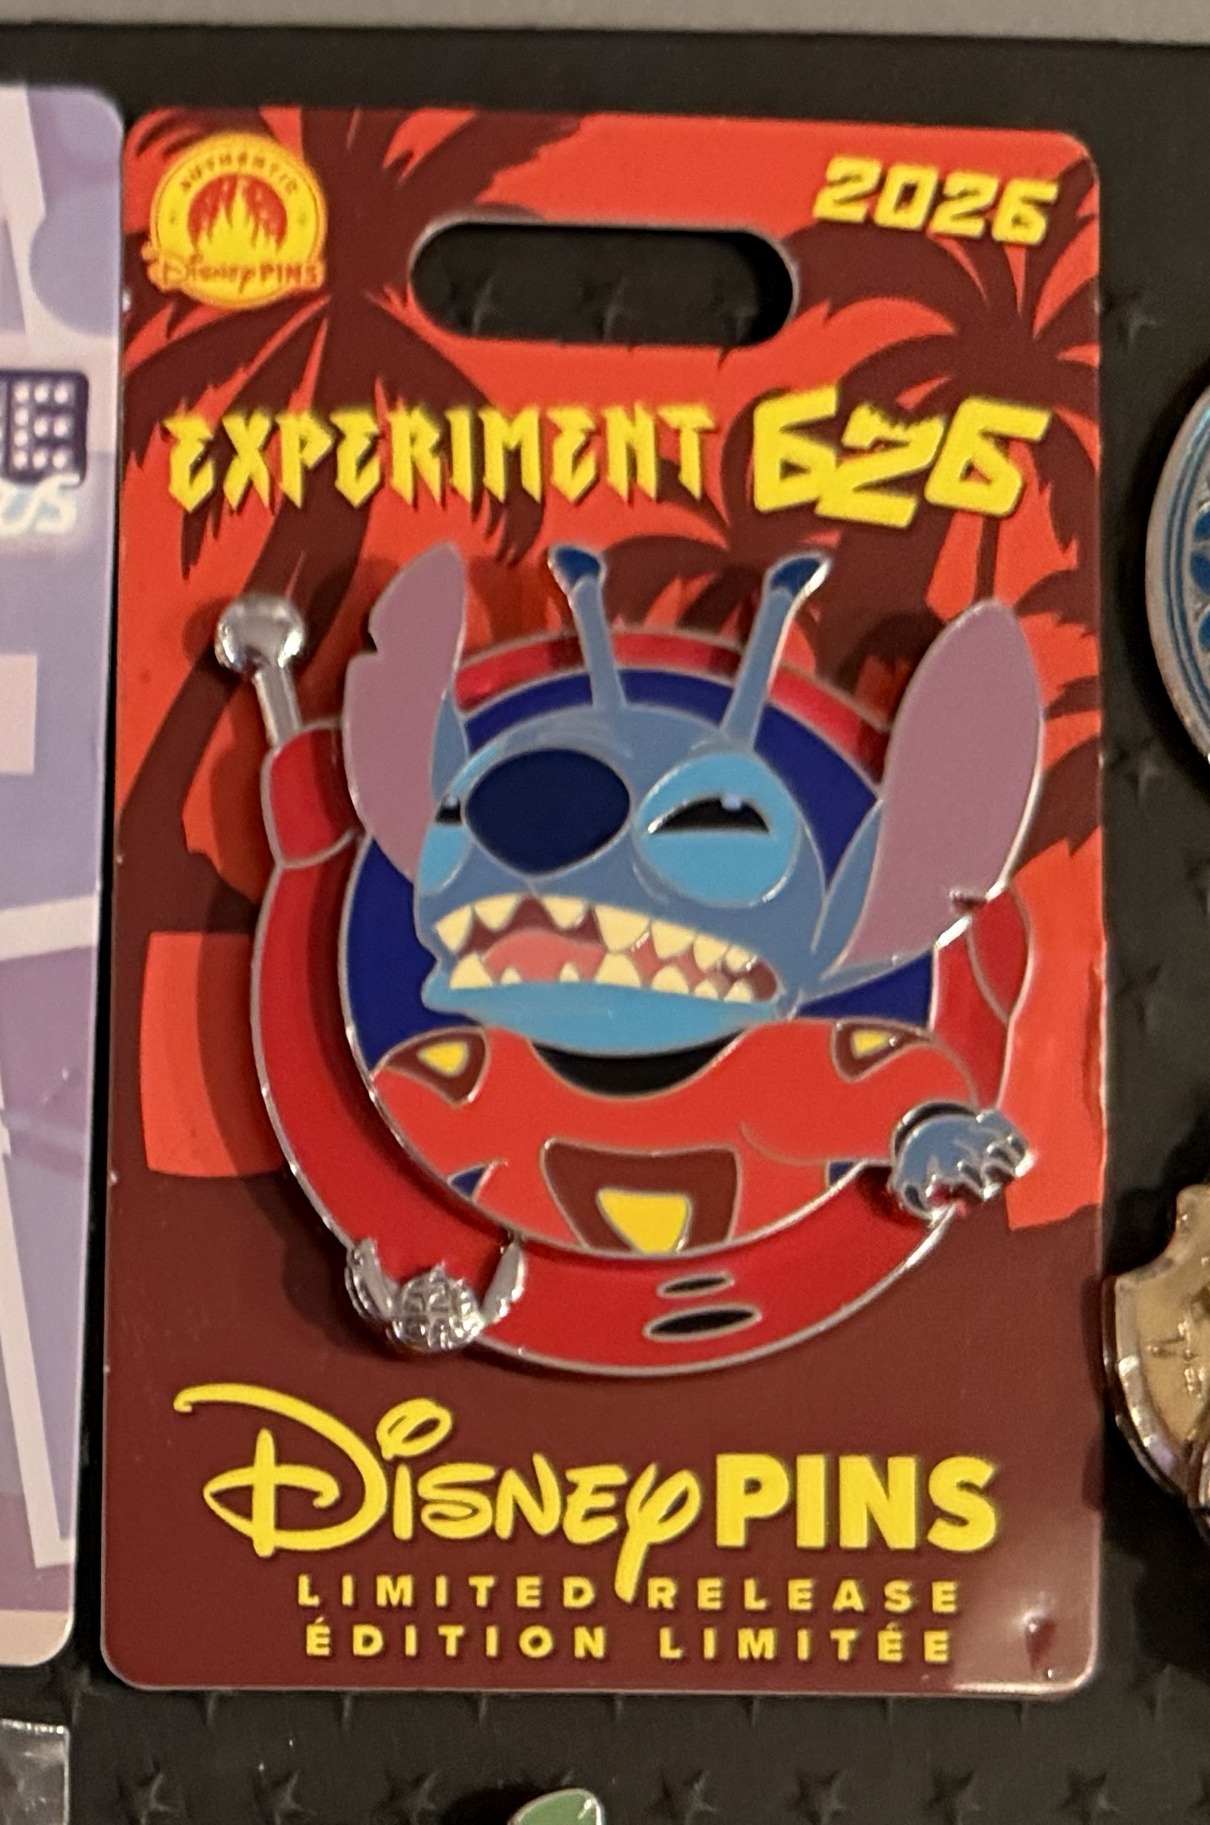 AUTHENTIC
Disney PINS
2026
EXPERIMENT 626
Disney PINS
LIMITED RELEASE
ÉDITION LIMITÉE